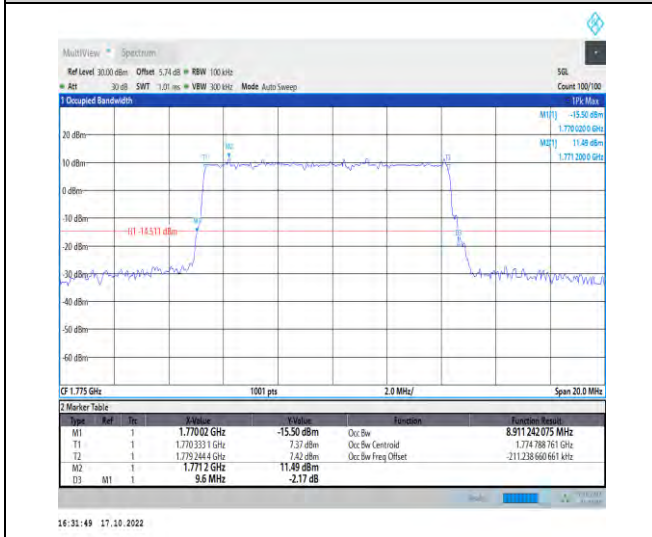 MultiView Spectrum
Ref Level 30.00 dBm Offset 5.74 dB RBW 100 kHz SGL
Att 30 dB SWT 1.01 ms VBW 300 kHz Mode Auto Sweep Count 100/100
1 Occupied Bandwidth 1Pk Max
M1[1] -15.50 dBm
1.770 020 0 GHz
M2[1] 11.49 dBm
1.771 200 0 GHz
20 dBm
10 dBm
0 dBm
-10 dBm
H1 -14.511 dBm
-20 dBm
-30 dBm
-40 dBm
-50 dBm
-60 dBm
T1
M2
T2
M1
D3
CF 1.775 GHz 1001 pts 2.0 MHz/ Span 20.0 MHz
2 Marker Table
Type Ref Trc X-Value Y-Value Function Function Result
M1 1 1.77002 GHz -15.50 dBm Occ Bw 8.911 242 075 MHz
T1 1 1.770 333 1 GHz 7.37 dBm Occ Bw Centroid 1.774 788 761 GHz
T2 1 1.779 244 4 GHz 7.42 dBm Occ Bw Freq Offset -211.238 660 661 kHz
M2 1 1.771 2 GHz 11.49 dBm
D3 M1 1 9.6 MHz -2.17 dB
16:31:49 17.10.2022